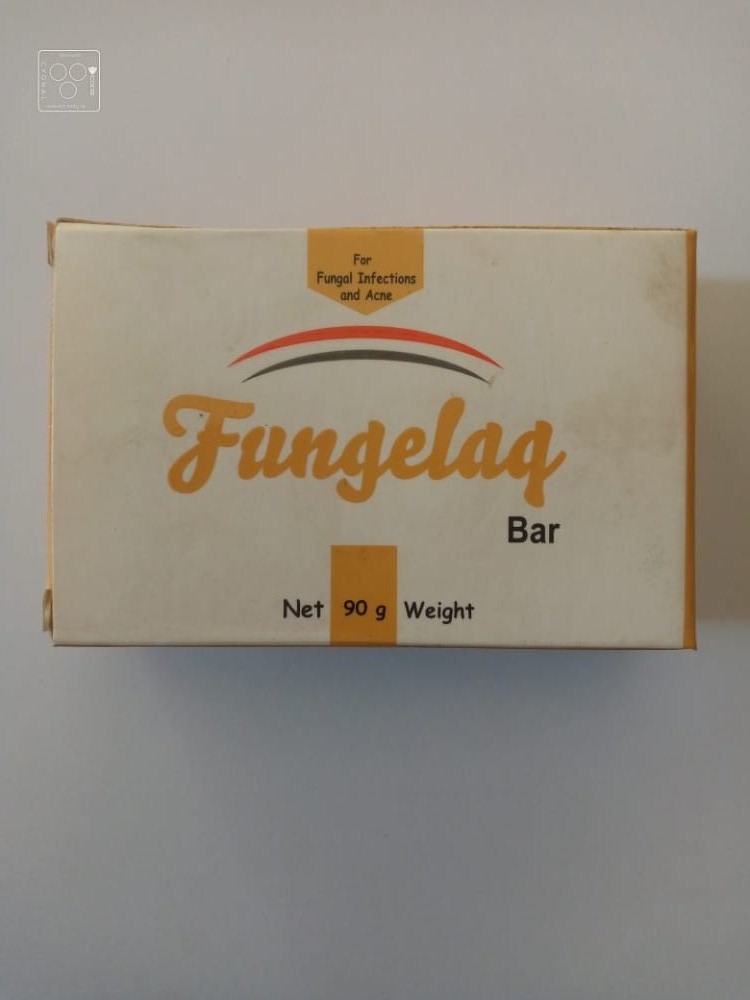 For
Fungal Infections
and Acne
Fungelaq
Bar
Net 90 g Weight